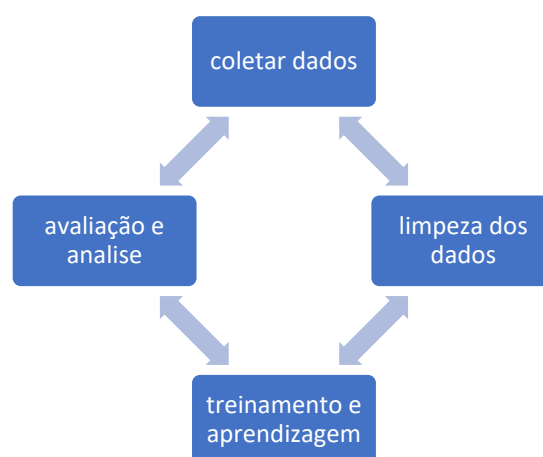 coletar dados
avaliação e
analise
limpeza dos
dados
treinamento e
aprendizagem